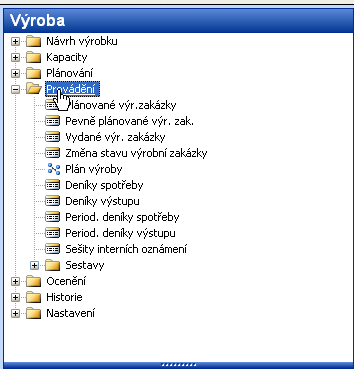 Výroba
Návrh výrobku
Kapacity
Plánování
Provádění
Plánované výr.zakázky
Pevně plánované výr. zak.
Vydané výr. zakázky
Změna stavu výrobní zakázky
Plán výroby
Deníky spotřeby
Deníky výstupu
Period. deníky spotřeby
Period. deníky výstupu
Sešity interních oznámení
Sestavy
Ocenění
Historie
Nastavení